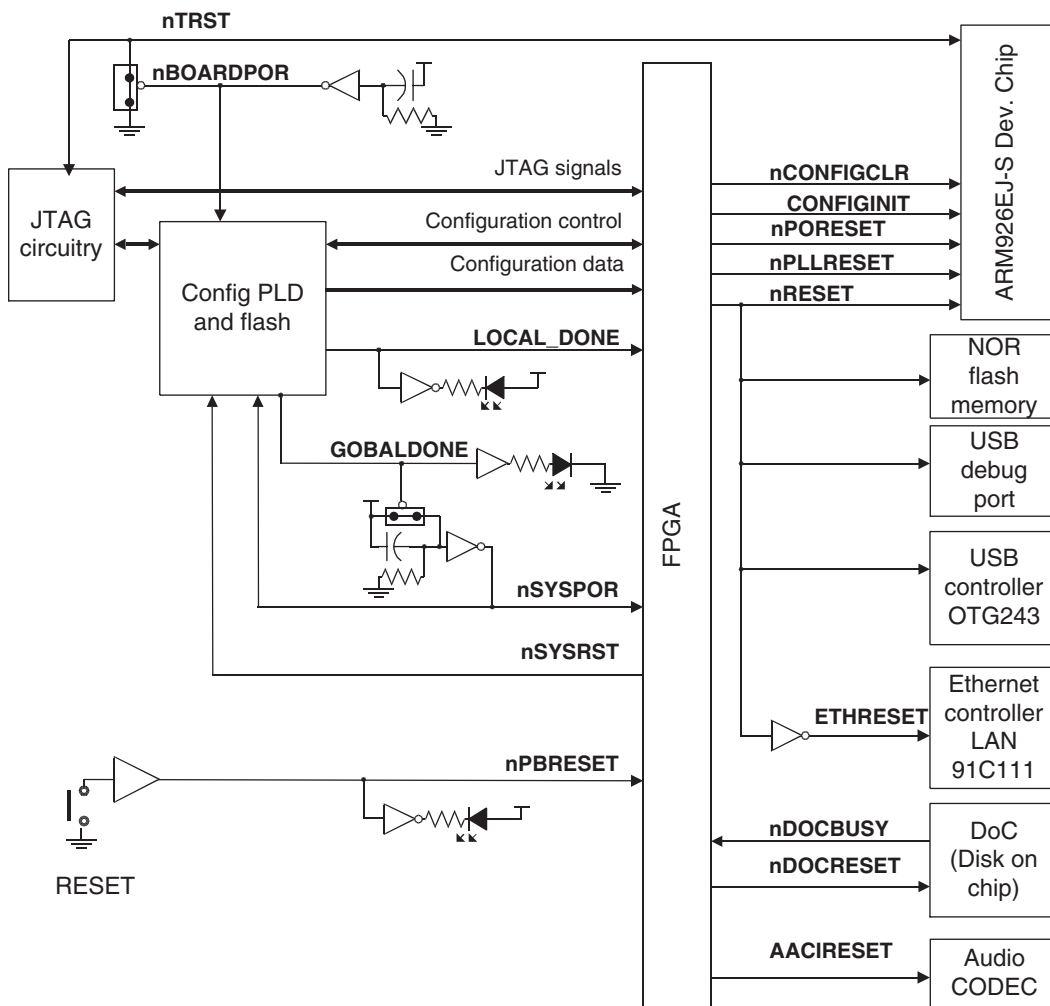 nTRST
nBOARDPOR
JTAG signals
JTAG
circuitry
Configuration control
Configuration data
Config PLD
and flash
LOCAL_DONE
GOBALDONE
nSYSPOR
nSYSRST
nPBRESET
RESET
FPGA
nCONFIGCLR
CONFIGINIT
nPORESET
nPLLRESET
nRESET
ARM926EJ-S Dev. Chip
NOR
flash
memory
USB
debug
port
USB
controller
OTG243
ETHRESET
Ethernet
controller
LAN
91C111
nDOCBUSY
nDOCRESET
DoC
(Disk on
chip)
AACIRESET
Audio
CODEC